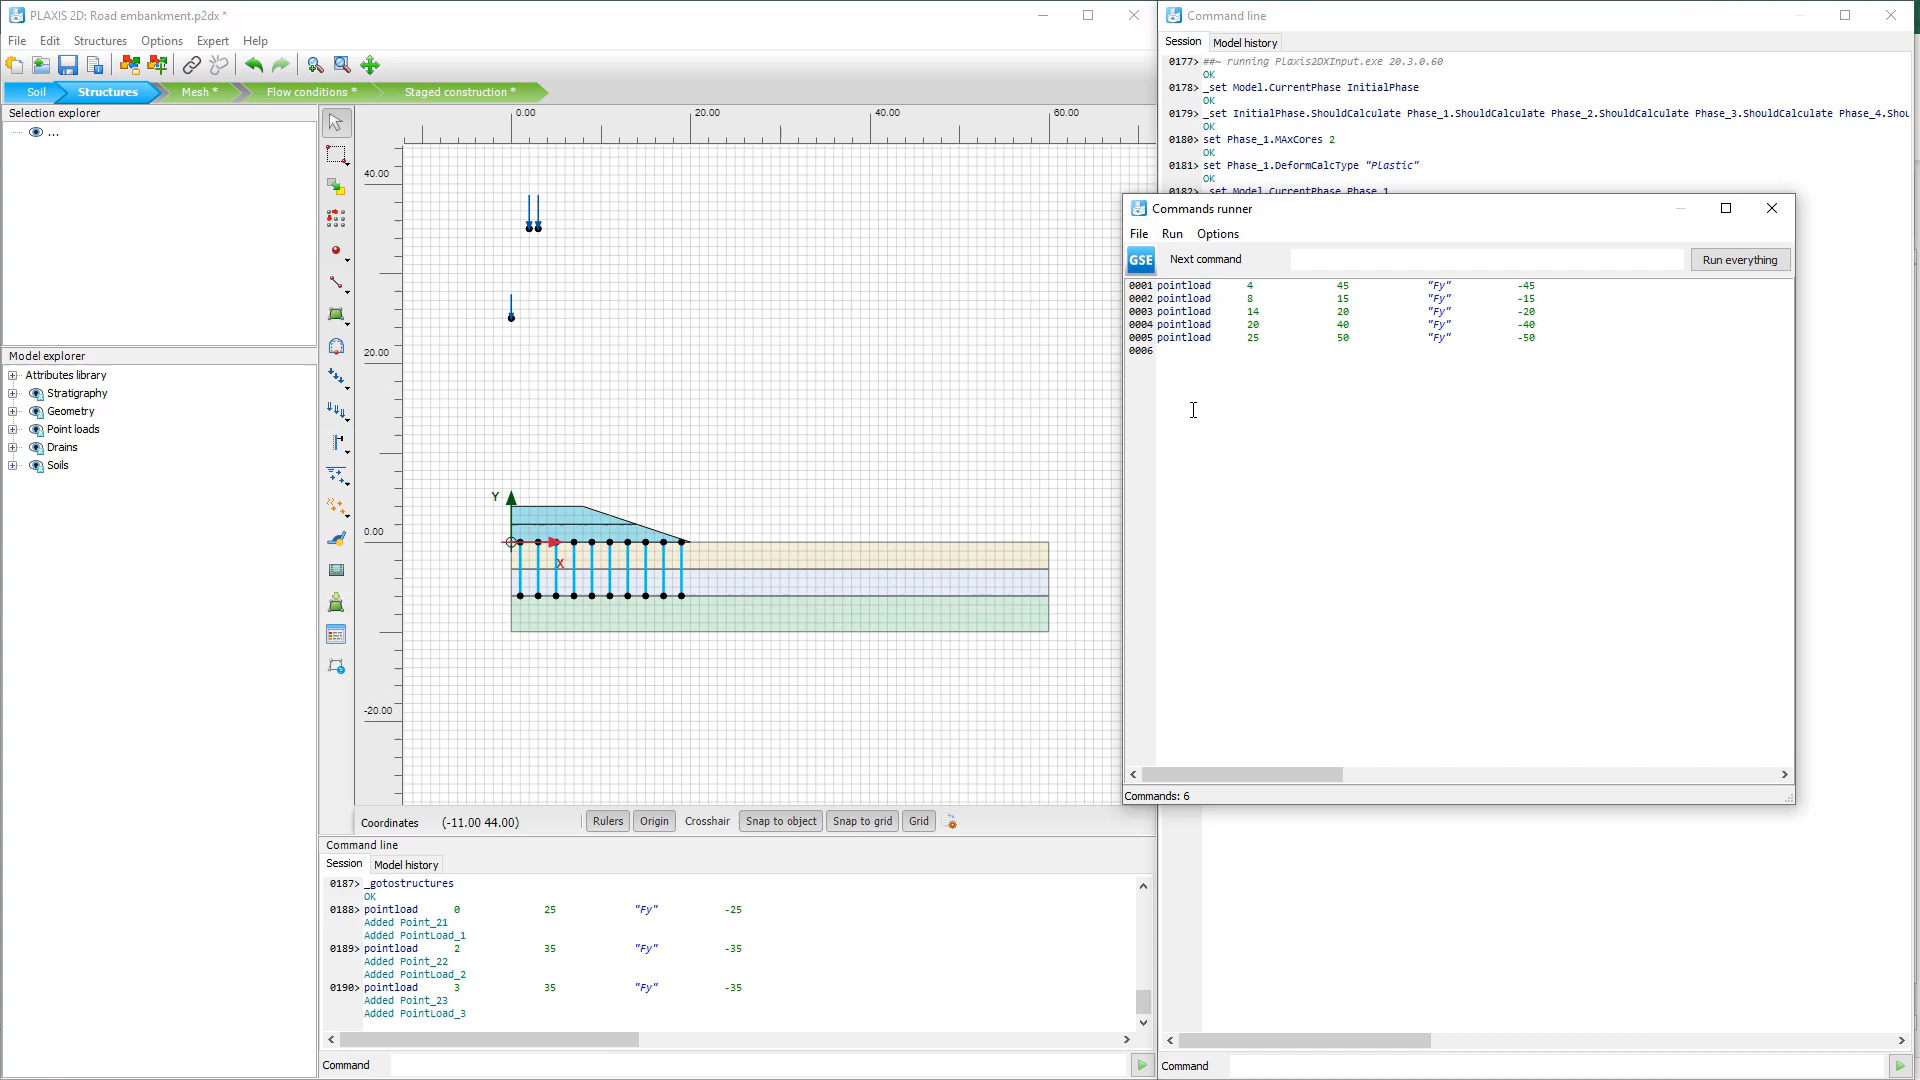 PLAXIS 2D: Road embankment.p2dx *
File Edit Structures Options Expert Help
Soil Structures Mesh * Flow conditions * Staged construction *
Selection explorer
...
Model explorer
Attributes library
Stratigraphy
Geometry
Point loads
Drains
Soils
0.00 20.00 40.00 60.00
40.00
20.00
0.00
-20.00
Y
X
Coordinates (-11.00 44.00) Rulers Origin Crosshair Snap to object Snap to grid Grid
Command line
Session Model history
0187> _gotostructures
OK
0188> pointload 0 25 "Fy" -25
Added Point_21
Added PointLoad_1
0189> pointload 2 35 "Fy" -35
Added Point_22
Added PointLoad_2
0190> pointload 3 35 "Fy" -35
Added Point_23
Added PointLoad_3
Command
Command line
Session Model history
0177> ##~ running Plaxis2DXInput.exe 20.3.0.60
OK
0178> _set Model.CurrentPhase InitialPhase
OK
0179> _set InitialPhase.ShouldCalculate Phase_1.ShouldCalculate Phase_2.ShouldCalculate Phase_3.ShouldCalculate Phase_4.Shou
OK
0180> set Phase_1.MAxCores 2
OK
0181> set Phase_1.DeformCalcType "Plastic"
OK
0182> _set Model.CurrentPhase Phase_1
Commands runner
File Run Options
GSE Next command Run everything
0001 pointload 4 45 "Fy" -45
0002 pointload 8 15 "Fy" -15
0003 pointload 14 20 "Fy" -20
0004 pointload 20 40 "Fy" -40
0005 pointload 25 50 "Fy" -50
0006
Commands: 6
Command